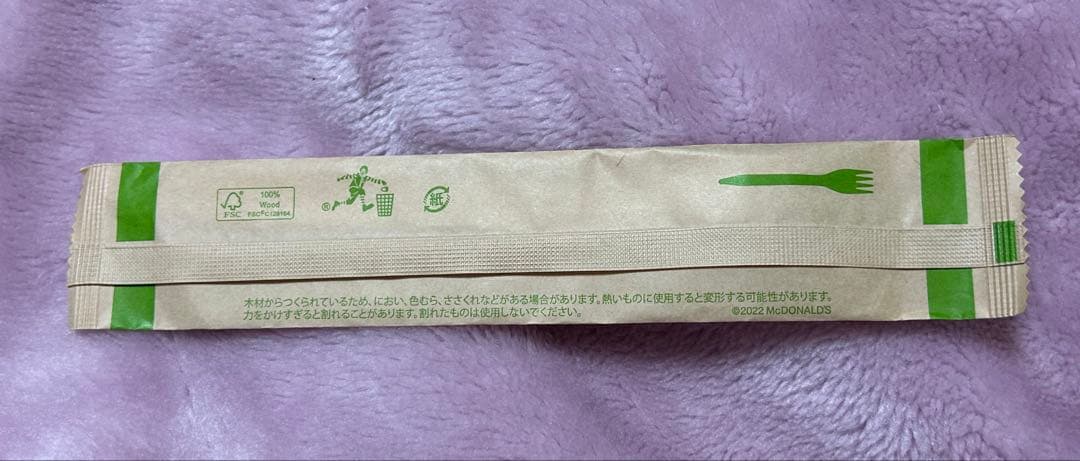 100%
Wood
FSC
FSC® C128164
®
紙
木材からつくられているため、におい、色むら、ささくれなどがある場合があります。熱いものに使用すると変形する可能性があります。
力をかけすぎると割れることがあります。割れたものは使用しないでください。
©2022 McDONALD'S